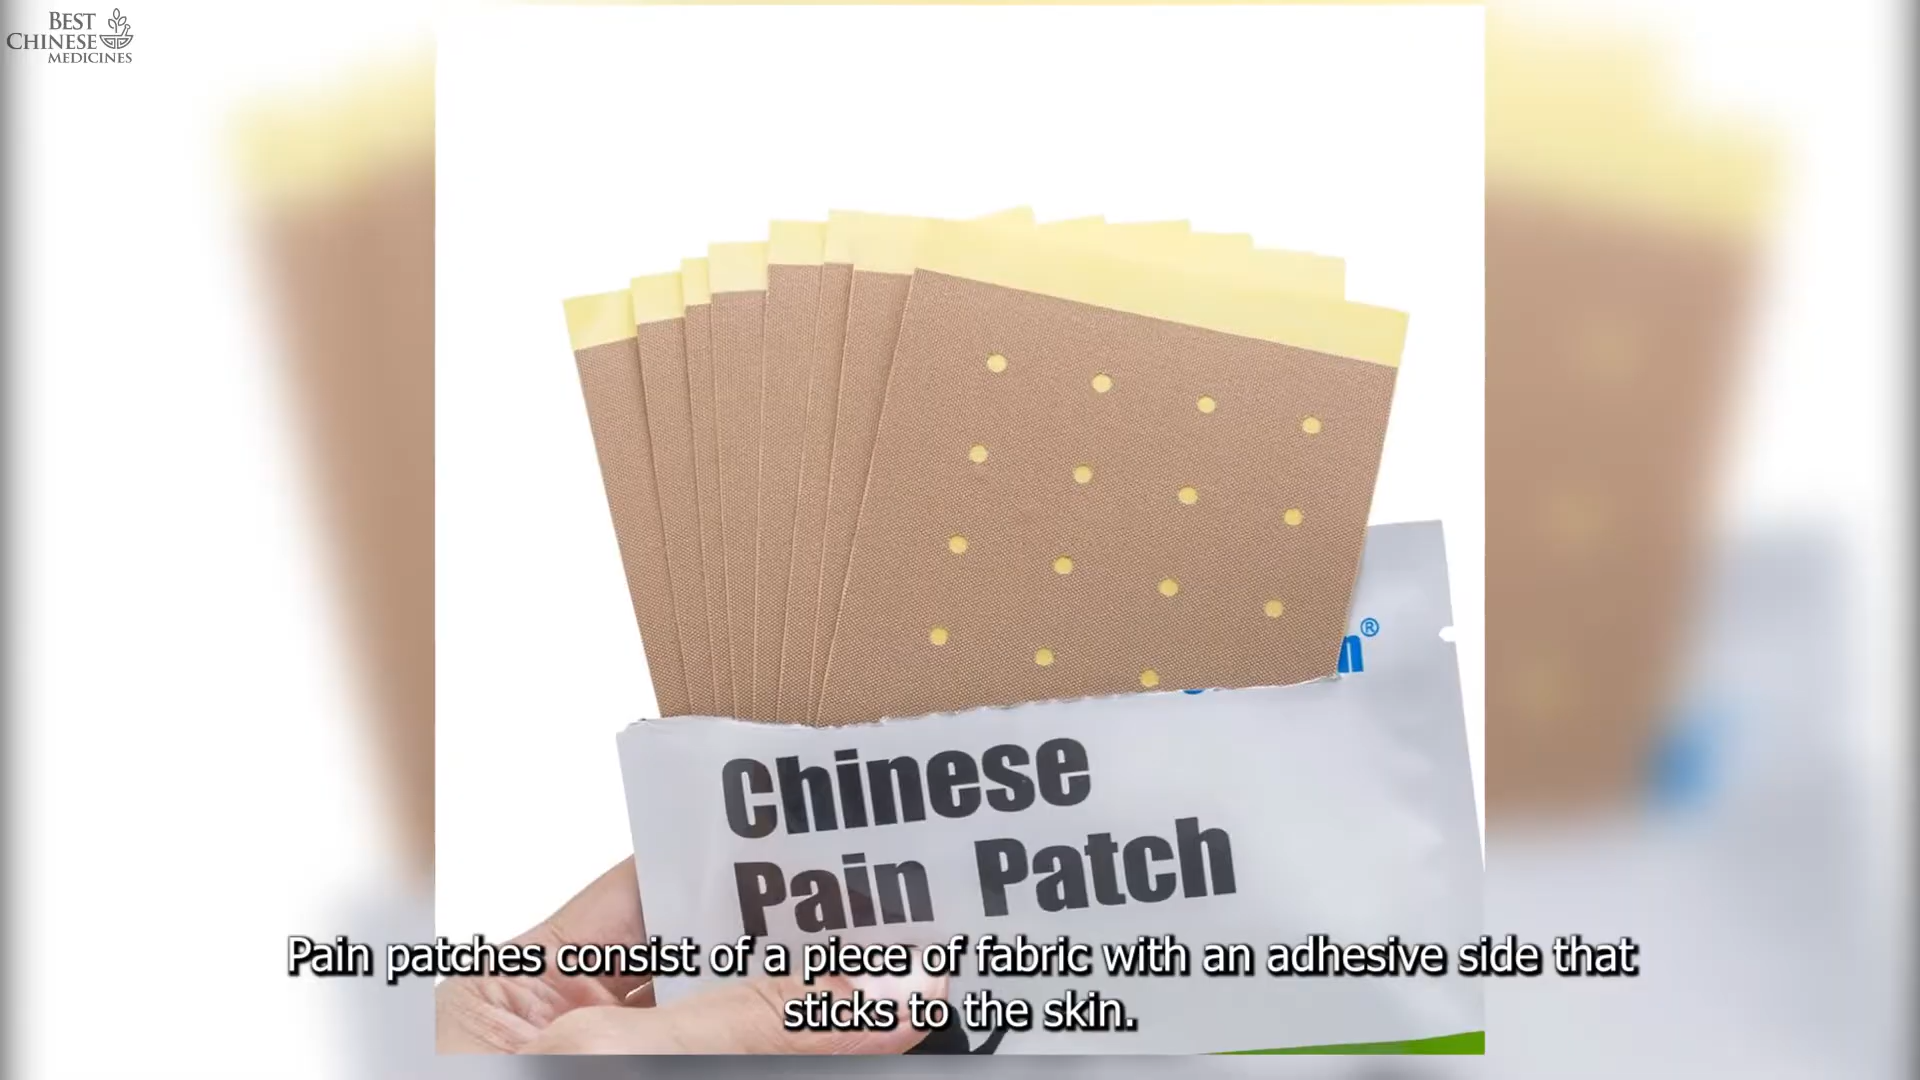 BEST
CHINESE
MEDICINES
n®
Chinese
Pain Patch
Pain patches consist of a piece of fabric with an adhesive side that
sticks to the skin.